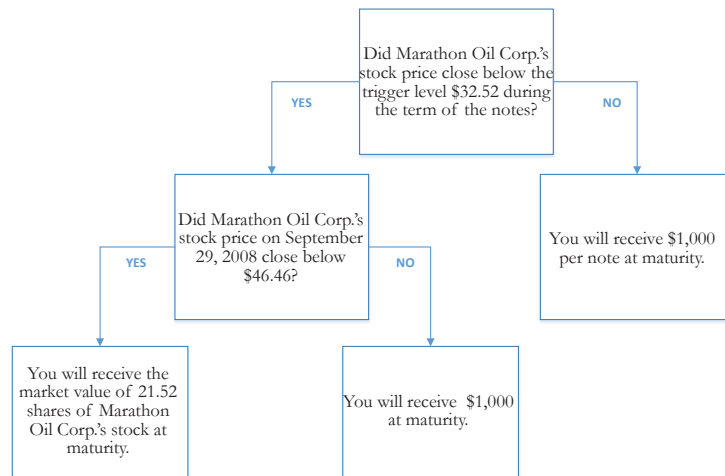 Did Marathon Oil Corp.'s
stock price close below the
trigger level $32.52 during
the term of the notes?
YES
NO
Did Marathon Oil Corp.'s
stock price on September
29, 2008 close below
$46.46?
You will receive $1,000
per note at maturity.
YES
NO
You will receive the
market value of 21.52
shares of Marathon
Oil Corp.'s stock at
maturity.
You will receive $1,000
at maturity.